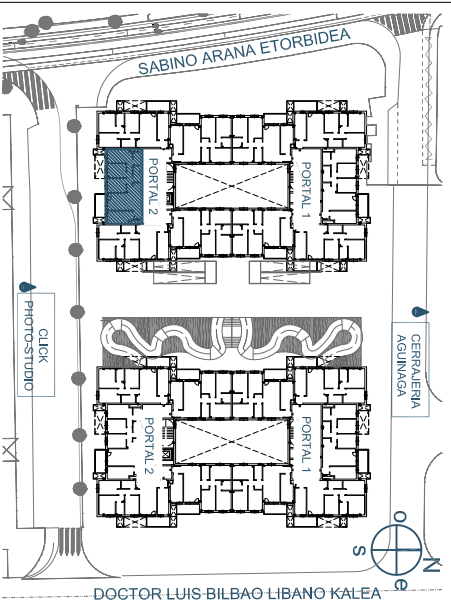 SABINO ARANA ETORBIDEA
PORTAL 2
PORTAL 1
CLICK
PHOTO-STUDIO
CERRAJERIA
AGUINAGA
PORTAL 2
PORTAL 1
N
o
e
s
DOCTOR LUIS BILBAO LIBANO KALEA